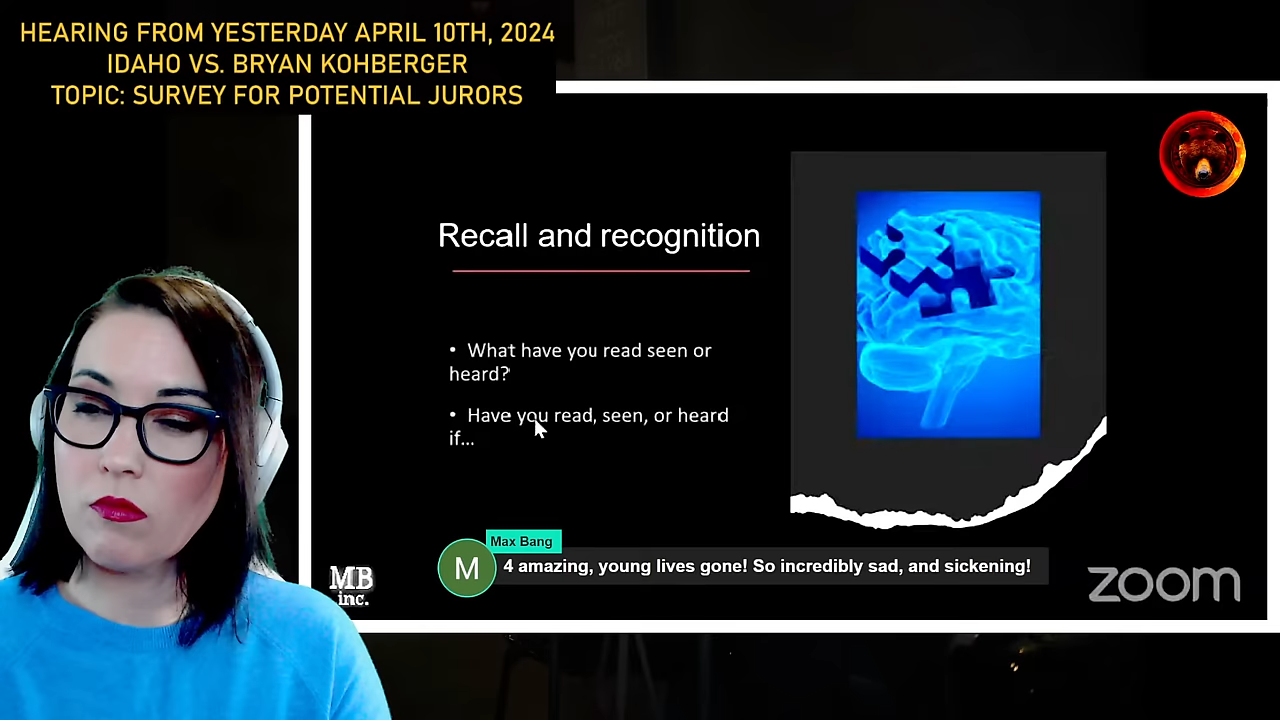 HEARING FROM YESTERDAY APRIL 10TH, 2024
IDAHO VS. BRYAN KOHBERGER
TOPIC: SURVEY FOR POTENTIAL JURORS
Recall and recognition
• What have you read seen or
heard?
• Have you read, seen, or heard
if...
Max Bang
M
4 amazing, young lives gone! So incredibly sad, and sickening!
MB
inc.
zoom